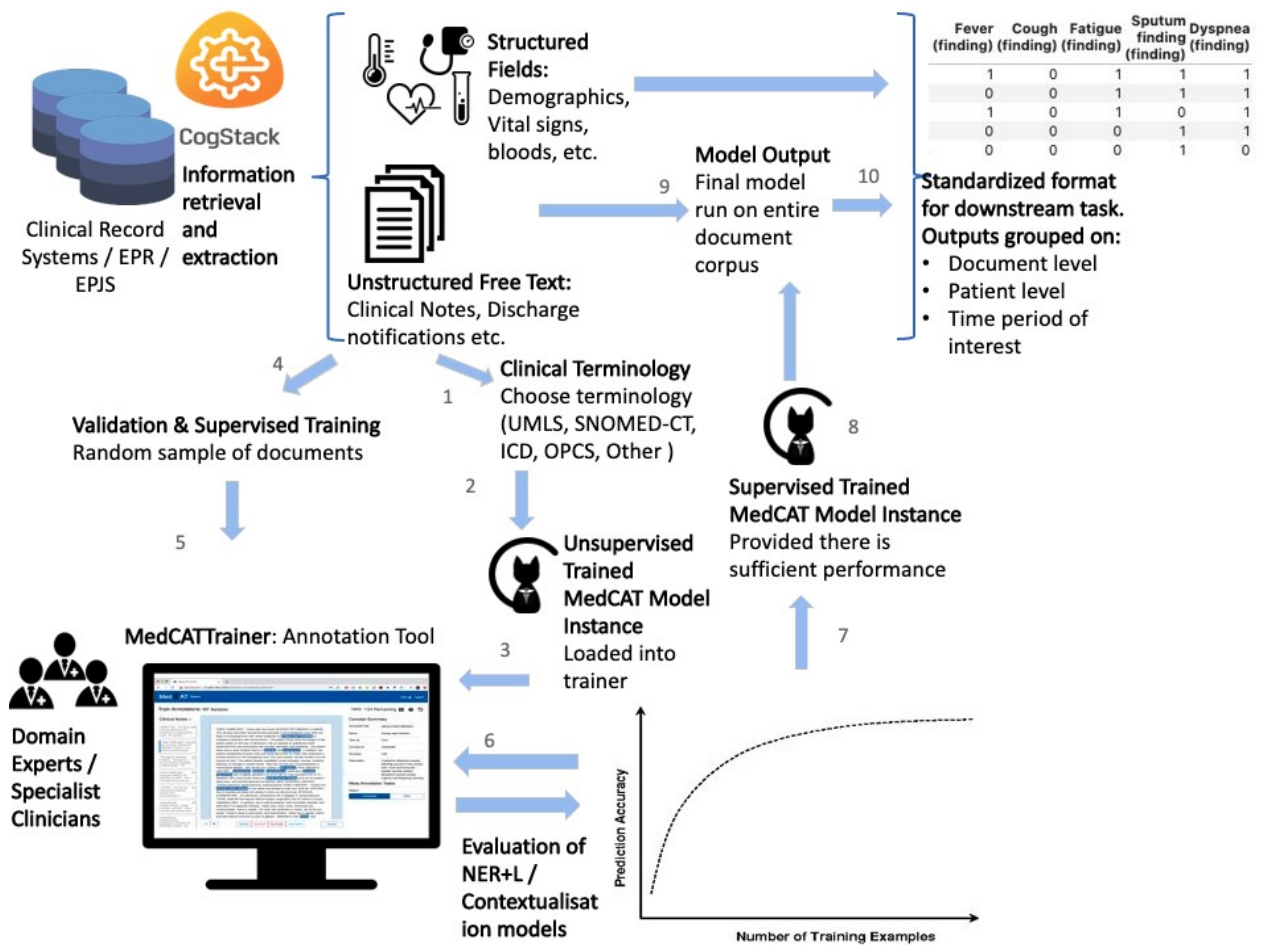 CogStack
Information
retrieval
and
extraction
Clinical Record
Systems / EPR /
EPJS
Structured
Fields:
Demographics,
Vital signs,
bloods, etc.
Unstructured Free Text:
Clinical Notes, Discharge
notifications etc.
9
Model Output
Final model
run on entire
document
corpus
10
Fever (finding) Cough (finding) Fatigue (finding) Sputum finding (finding) Dyspnea (finding)
1 0 1 1 1
0 0 1 1 1
1 0 1 0 1
0 0 0 1 1
0 0 0 1 0
Standardized format
for downstream task.
Outputs grouped on:
• Document level
• Patient level
• Time period of
interest
4
Validation & Supervised Training
Random sample of documents
5
1
Clinical Terminology
Choose terminology
(UMLS, SNOMED-CT,
ICD, OPCS, Other )
2
Unsupervised
Trained
MedCAT Model
Instance
Loaded into
trainer
3
8
Supervised Trained
MedCAT Model Instance
Provided there is
sufficient performance
7
MedCATTrainer: Annotation Tool
Domain
Experts /
Specialist
Clinicians
6
Evaluation of
NER+L /
Contextualisat
ion models
Prediction Accuracy
Number of Training Examples